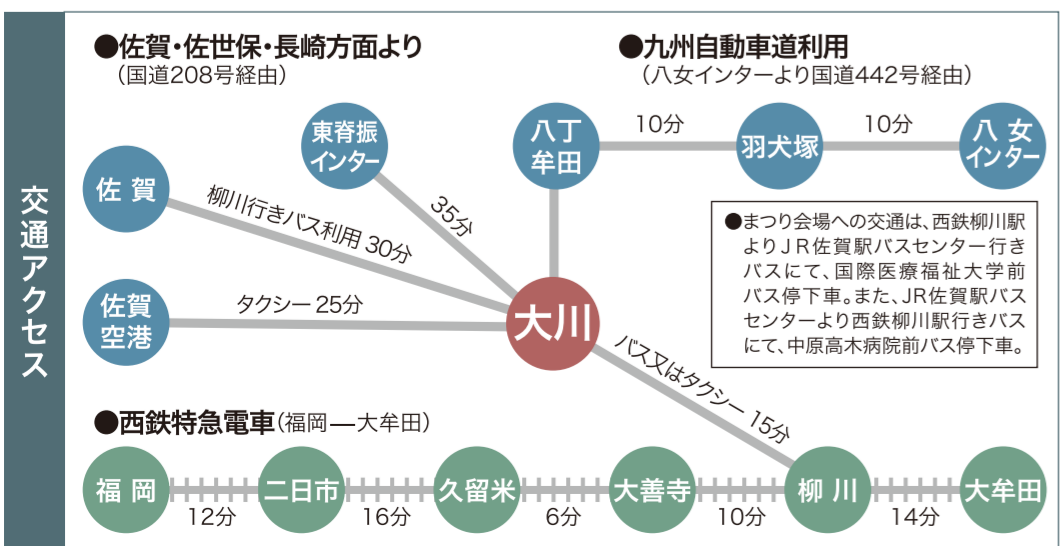 交通アクセス
●佐賀・佐世保・長崎方面より
（国道208号経由）
●九州自動車道利用
（八女インターより国道442号経由）
東脊振
インター
八丁
牟田
10分
羽犬塚
10分
八女
インター
佐賀
柳川行きバス利用 30分
35分
佐賀
空港
タクシー 25分
大川
●まつり会場への交通は、西鉄柳川駅
よりJR佐賀駅バスセンター行き
バスにて、国際医療福祉大学前
バス停下車。また、JR佐賀駅バス
センターより西鉄柳川駅行きバス
にて、中原高木病院前バス停下車。
バス又はタクシー 15分
●西鉄特急電車（福岡―大牟田）
福岡
12分
二日市
16分
久留米
6分
大善寺
10分
柳川
14分
大牟田